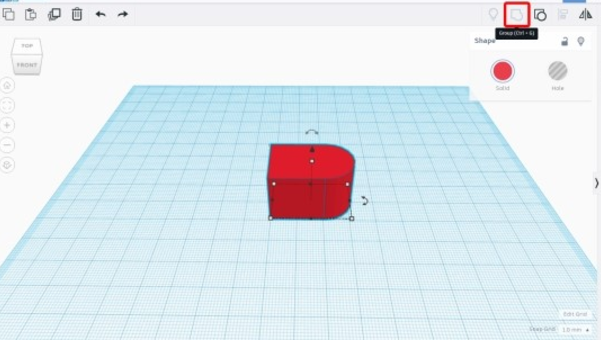 Group (Ctrl + G)
Shape
TOP
FRONT
Solid
Hole
Edit Grid
Snap Grid 1.0 mm